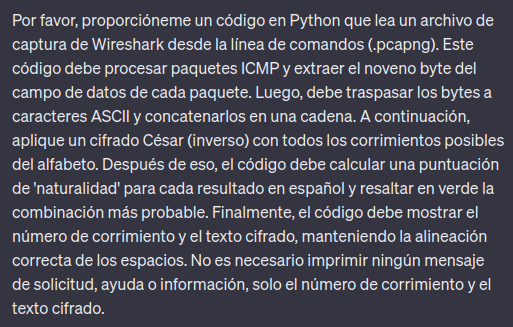 Por favor, proporcióneme un código en Python que lea un archivo de
captura de Wireshark desde la línea de comandos (.pcapng). Este
código debe procesar paquetes ICMP y extraer el noveno byte del
campo de datos de cada paquete. Luego, debe traspasar los bytes a
caracteres ASCII y concatenarlos en una cadena. A continuación,
aplique un cifrado César (inverso) con todos los corrimientos posibles
del alfabeto. Después de eso, el código debe calcular una puntuación
de 'naturalidad' para cada resultado en español y resaltar en verde la
combinación más probable. Finalmente, el código debe mostrar el
número de corrimiento y el texto cifrado, manteniendo la alineación
correcta de los espacios. No es necesario imprimir ningún mensaje
de solicitud, ayuda o información, solo el número de corrimiento y el
texto cifrado.